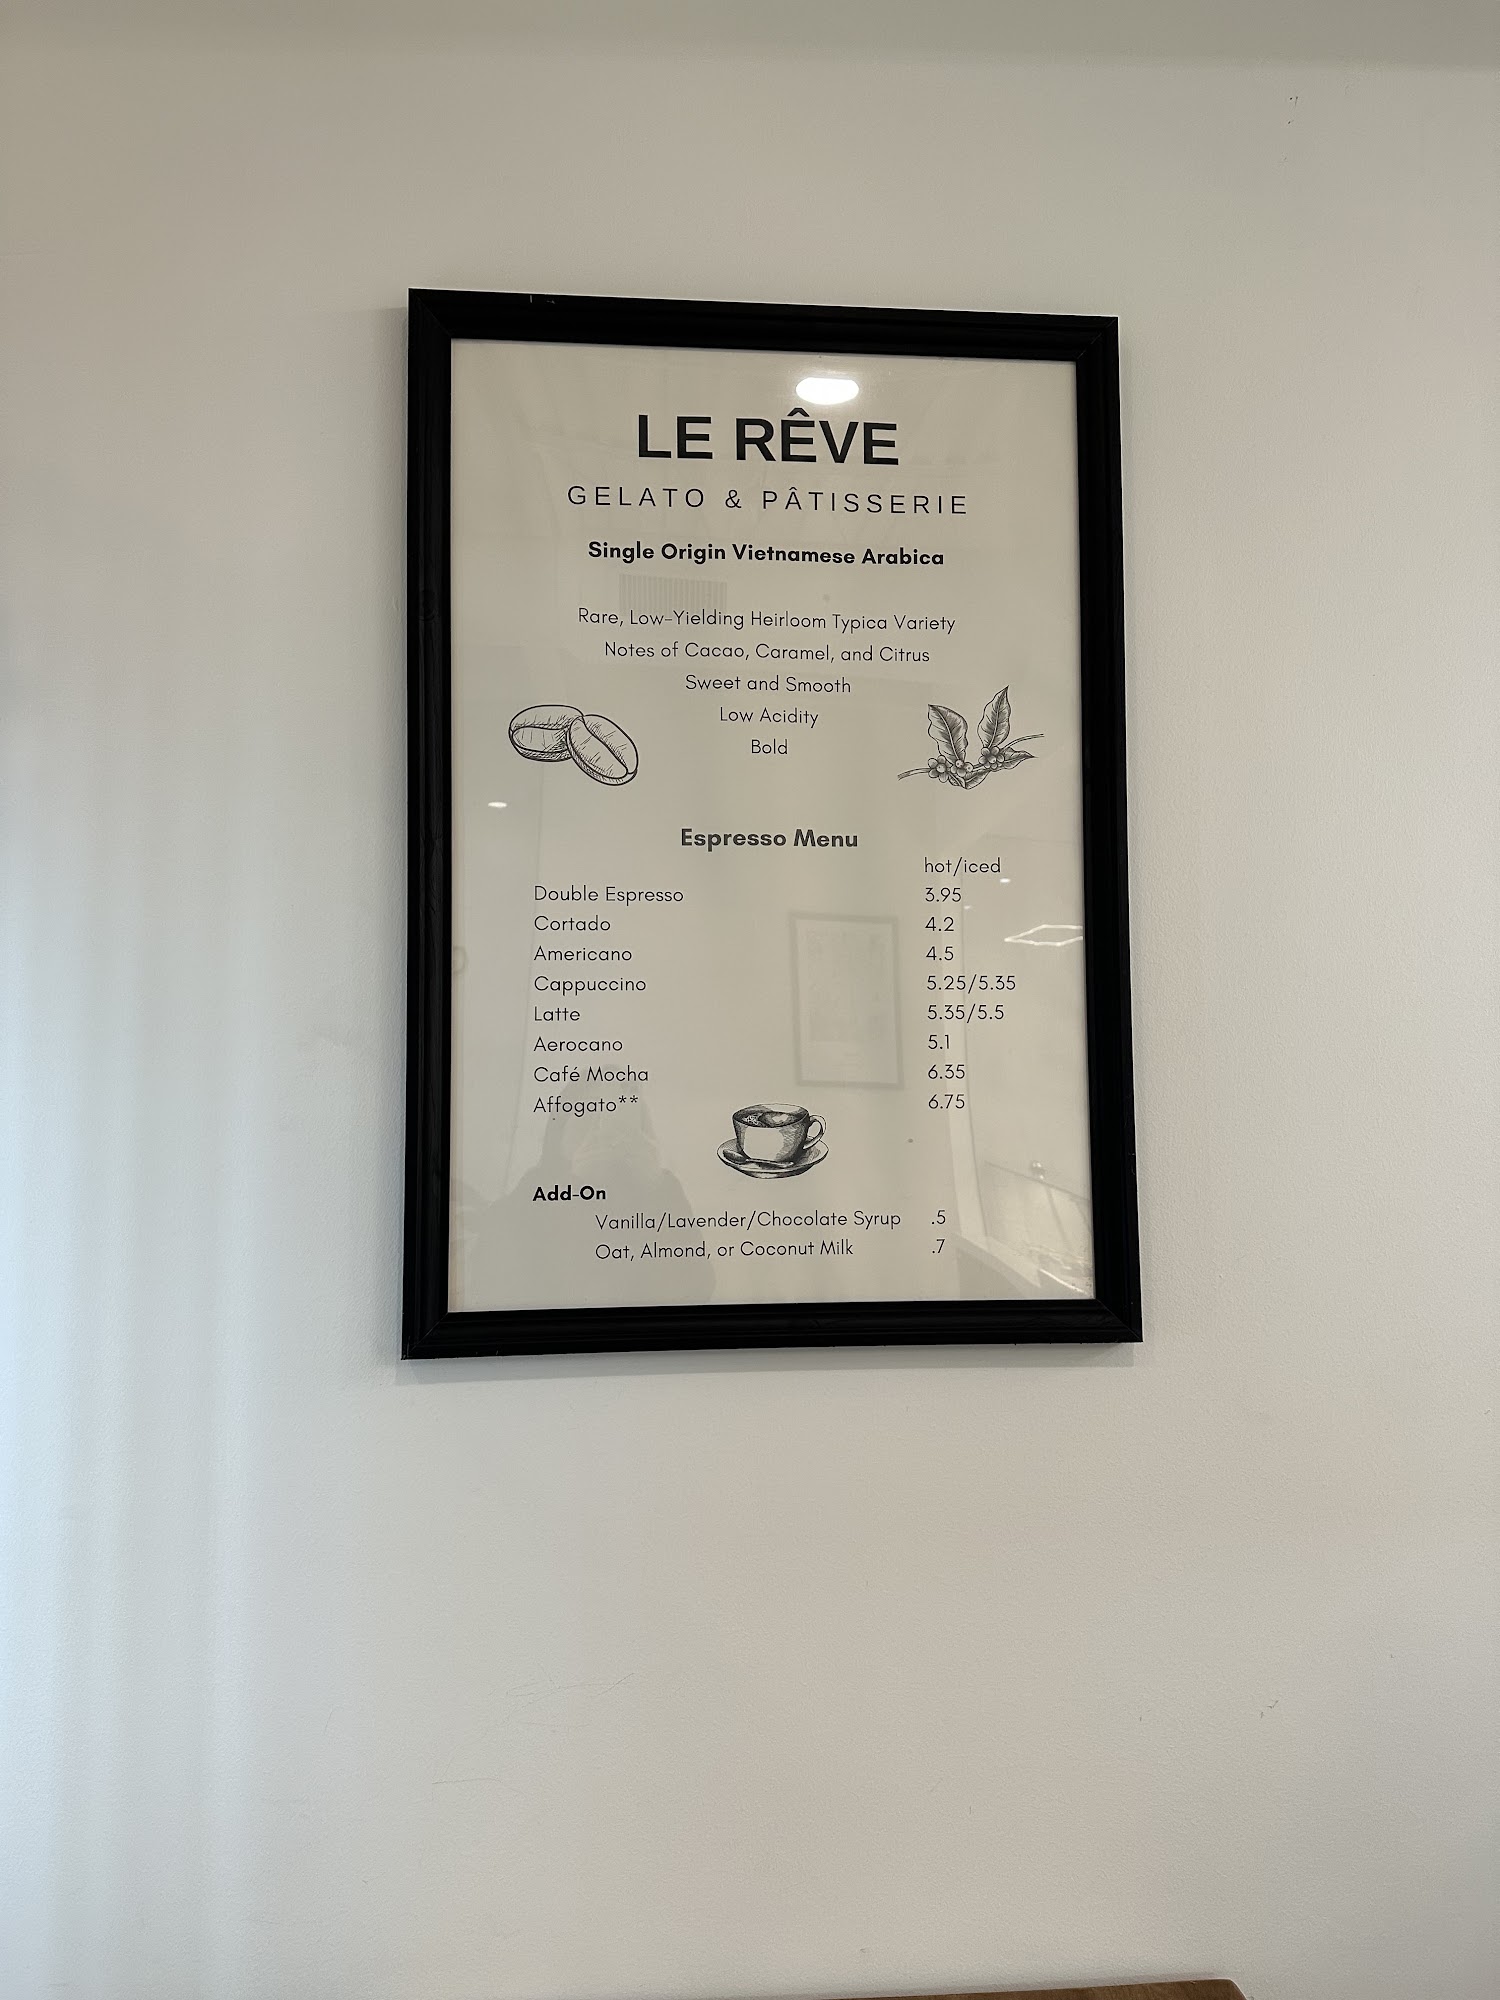 LE RÊVE
GELATO & PÂTISSERIE
Single Origin Vietnamese Arabica
Rare, Low-Yielding Heirloom Typica Variety
Notes of Cacao, Caramel, and Citrus
Sweet and Smooth
Low Acidity
Bold
Espresso Menu
hot/iced
Double Espresso 3.95
Cortado 4.2
Americano 4.5
Cappuccino 5.25/5.35
Latte 5.35/5.5
Aerocano 5.1
Café Mocha 6.35
Affogato** 6.75
Add-On
Vanilla/Lavender/Chocolate Syrup .5
Oat, Almond, or Coconut Milk .7